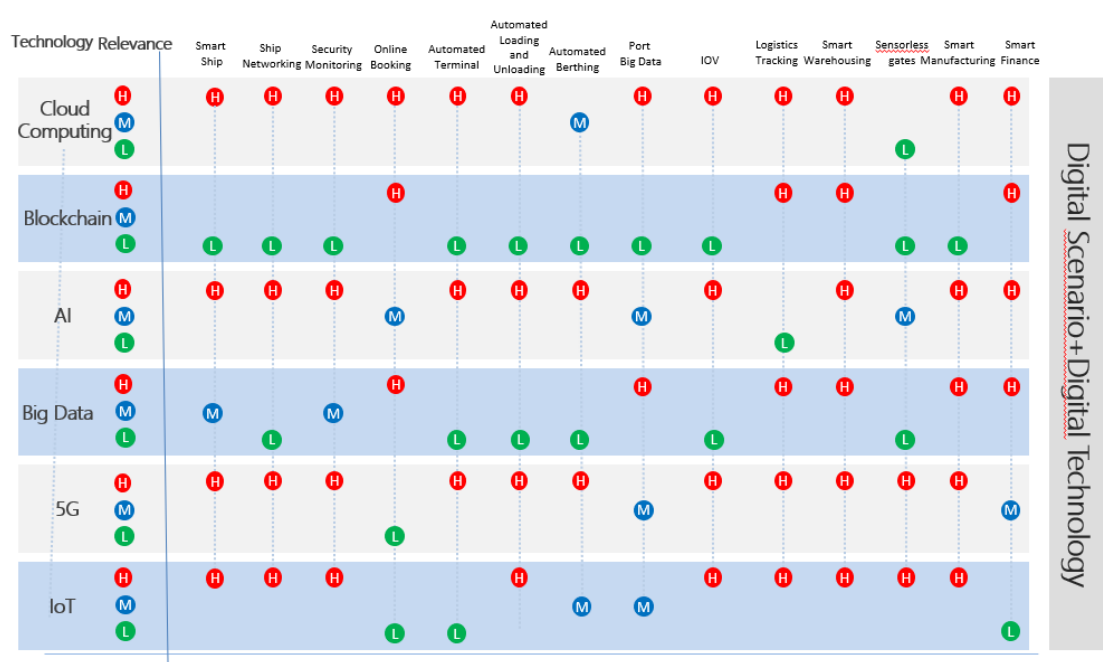 Technology Relevance
Smart
Ship
Ship
Networking
Security
Monitoring
Online
Booking
Automated
Terminal
Automated
Loading
and
Unloading
Automated
Berthing
Port
Big Data
IOV
Logistics
Tracking
Smart
Warehousing
Sensorless
gates
Smart
Manufacturing
Smart
Finance
H H H H H H H H H H H H H
Cloud
Computing
M M
L L
H H H H H
Blockchain M
L L L L L L L L L L L
H H H H H H H H H H H
AI M M M M
L L
H H H H H H H
Big Data M M M
L L L L L L L
H H H H H H H H H H H H
5G M M M
L L
H H H H H H H H H H
IoT M M M
L L L L
Digital Scenario+Digital Technology